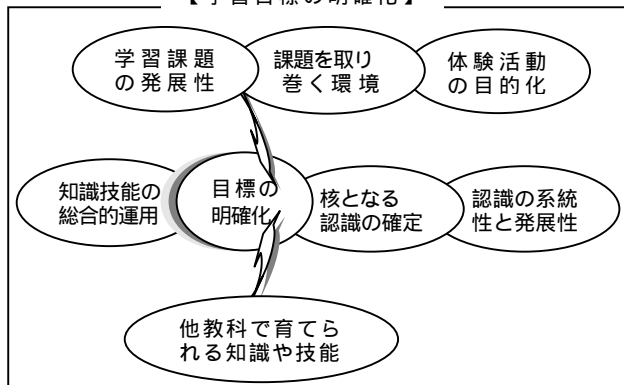 【学習目標の明確化】
学習課題
の発展性
課題を取り
巻く環境
体験活動
の目的化
知識技能の
総合的運用
目標の
明確化
核となる
認識の確定
認識の系統
性と発展性
他教科で育てら
れる知識や技能